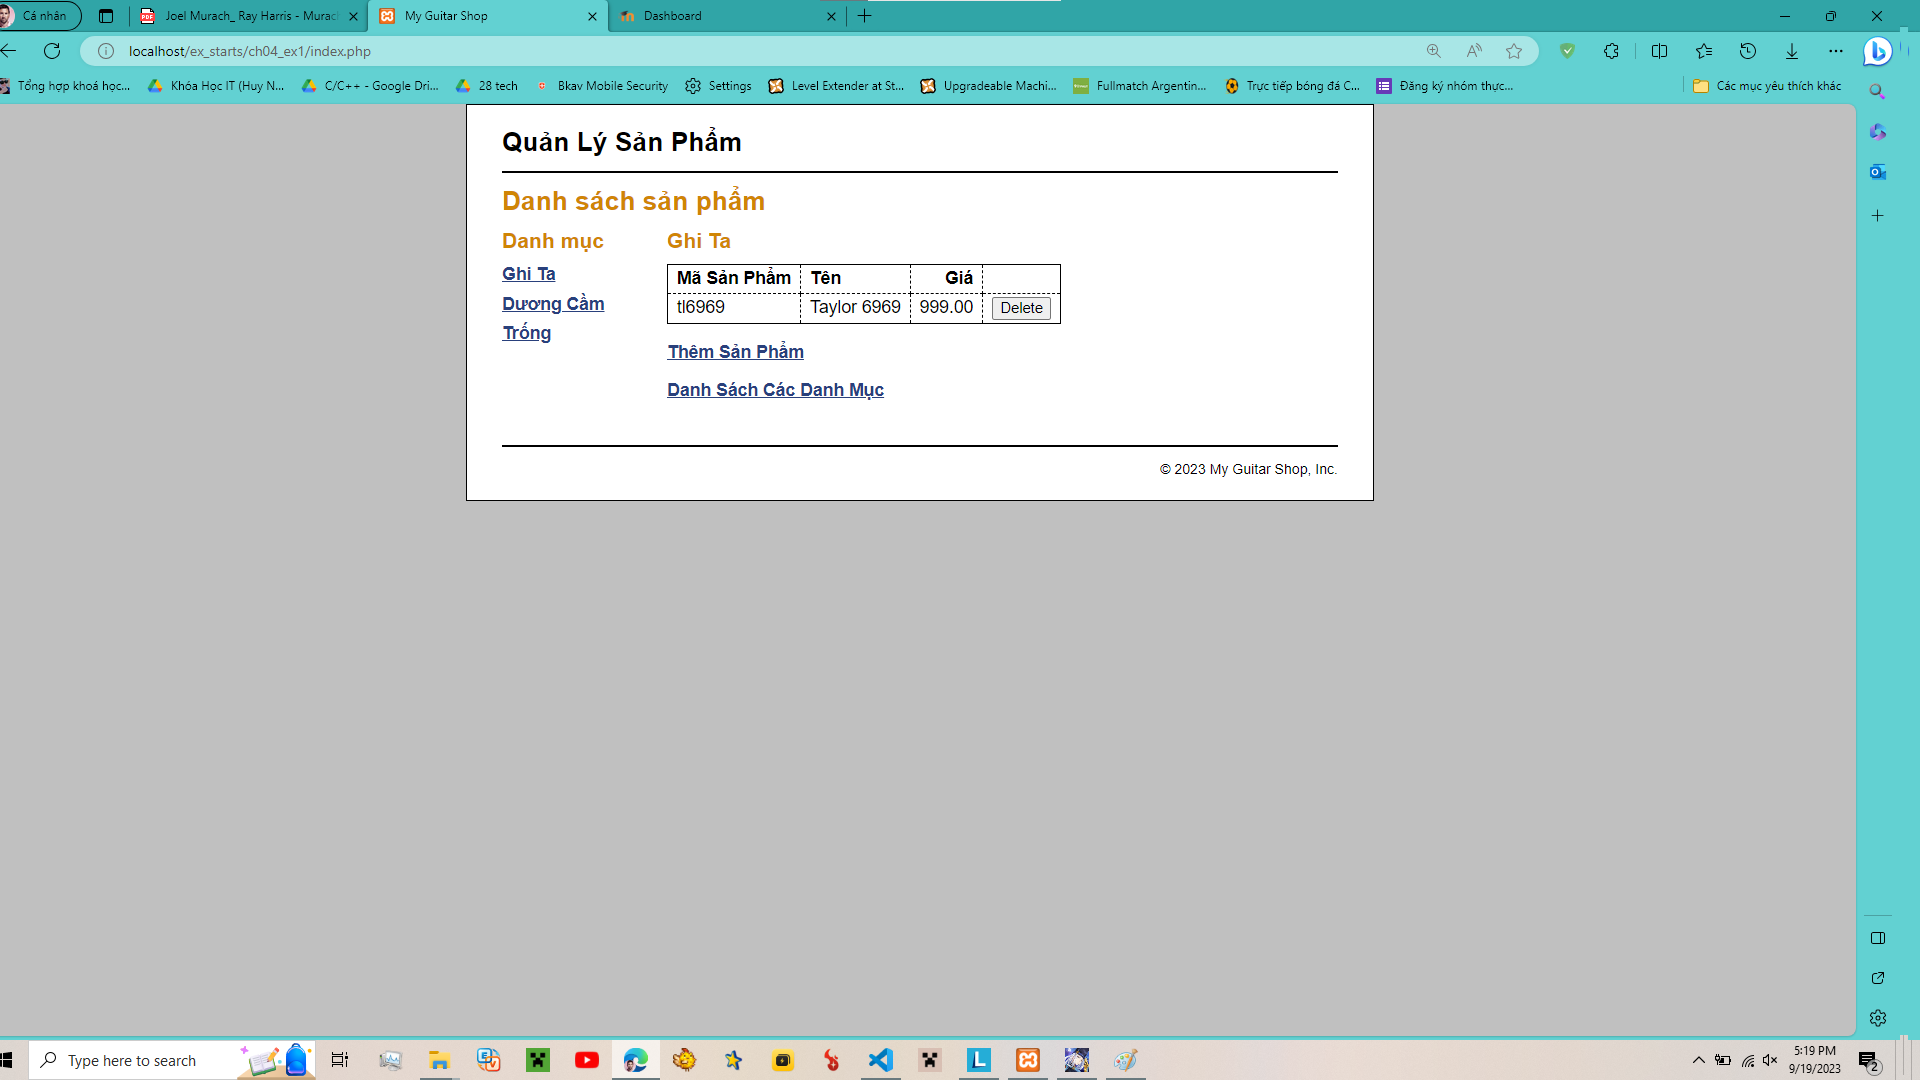 Cá nhân
Joel Murach_ Ray Harris - Murach
My Guitar Shop
Dashboard
localhost/ex_starts/ch04_ex1/index.php
Tổng hợp khoá học...
Khóa Học IT (Huy N...
C/C++ - Google Dri...
28 tech
Bkav Mobile Security
Settings
Level Extender at St...
Upgradeable Machi...
Fullmatch Argentin...
Trực tiếp bóng đá C...
Đăng ký nhóm thực...
Các mục yêu thích khác
Quản Lý Sản Phẩm
Danh sách sản phẩm
Danh mục
Ghi Ta
Dương Cầm
Trống
Ghi Ta
Mã Sản Phẩm Tên Giá
tl6969 Taylor 6969 999.00 Delete
Thêm Sản Phẩm
Danh Sách Các Danh Mục
© 2023 My Guitar Shop, Inc.
Type here to search
5:19 PM
9/19/2023
2